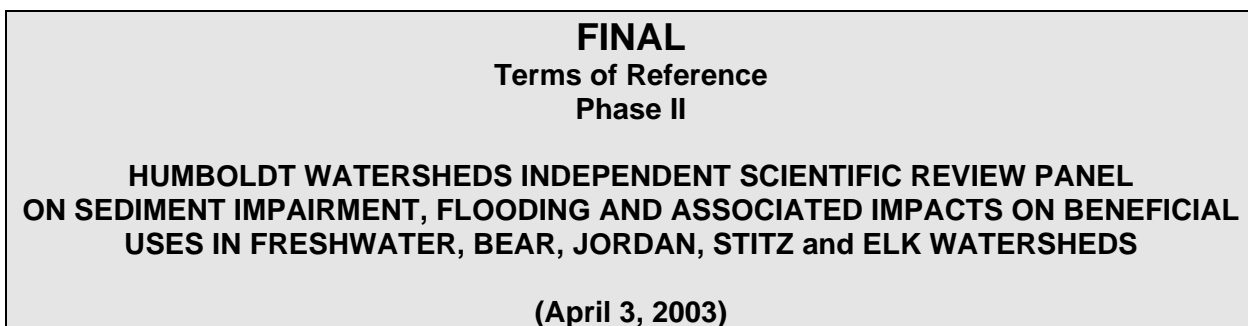 FINAL
Terms of Reference
Phase II
HUMBOLDT WATERSHEDS INDEPENDENT SCIENTIFIC REVIEW PANEL
ON SEDIMENT IMPAIRMENT, FLOODING AND ASSOCIATED IMPACTS ON BENEFICIAL
USES IN FRESHWATER, BEAR, JORDAN, STITZ and ELK WATERSHEDS
(April 3, 2003)